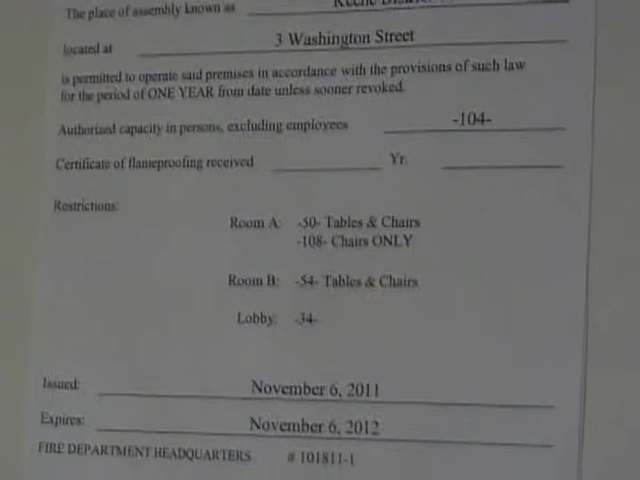 The place of assembly known as Keene District
located at 3 Washington Street
is permitted to operate said premises in accordance with the provisions of such law
for the period of ONE YEAR from date unless sooner revoked.
Authorized capacity in persons, excluding employees -104-
Certificate of flameproofing received Yr.
Restrictions:
Room A: -50- Tables & Chairs
-108- Chairs ONLY
Room B: -54- Tables & Chairs
Lobby: -34-
Issued: November 6, 2011
Expires: November 6, 2012
FIRE DEPARTMENT HEADQUARTERS # 101811-1